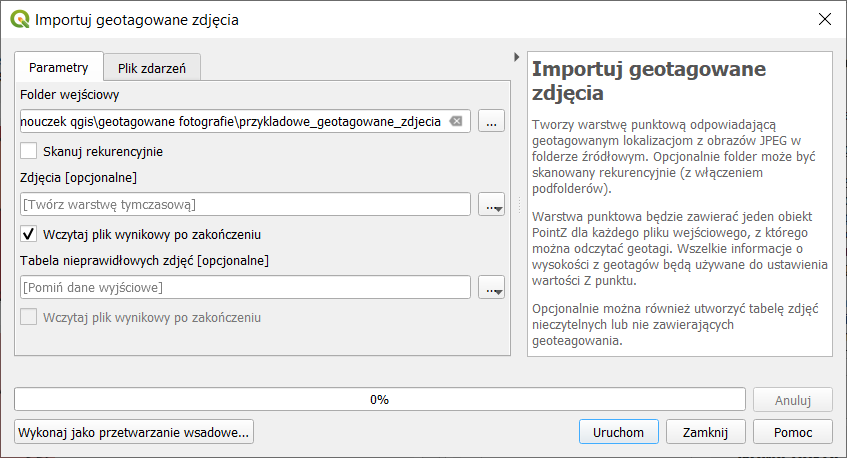 Importuj geotagowane zdjęcia
Parametry
Plik zdarzeń
Folder wejściowy
nouczek qgis\geotagowane fotografie\przykladowe_geotagowane_zdjecia
...
Skanuj rekurencyjnie
Zdjęcia [opcjonalne]
[Twórz warstwę tymczasową]
...
Wczytaj plik wynikowy po zakończeniu
Tabela nieprawidłowych zdjęć [opcjonalne]
[Pomiń dane wyjściowe]
...
Wczytaj plik wynikowy po zakończeniu
Importuj geotagowane
zdjęcia
Tworzy warstwę punktową odpowiadającą
geotagowanym lokalizacjom z obrazów JPEG w
folderze źródłowym. Opcjonalnie folder może być
skanowany rekurencyjnie (z włączeniem
podfolderów).
Warstwa punktowa będzie zawierać jeden obiekt
PointZ dla każdego pliku wejściowego, z którego
można odczytać geotagi. Wszelkie informacje o
wysokości z geotagów będą używane do ustawienia
wartości Z punktu.
Opcjonalnie można również utworzyć tabelę zdjęć
nieczytelnych lub nie zawierających
geoteagowania.
0%
Anuluj
Wykonaj jako przetwarzanie wsadowe...
Uruchom
Zamknij
Pomoc